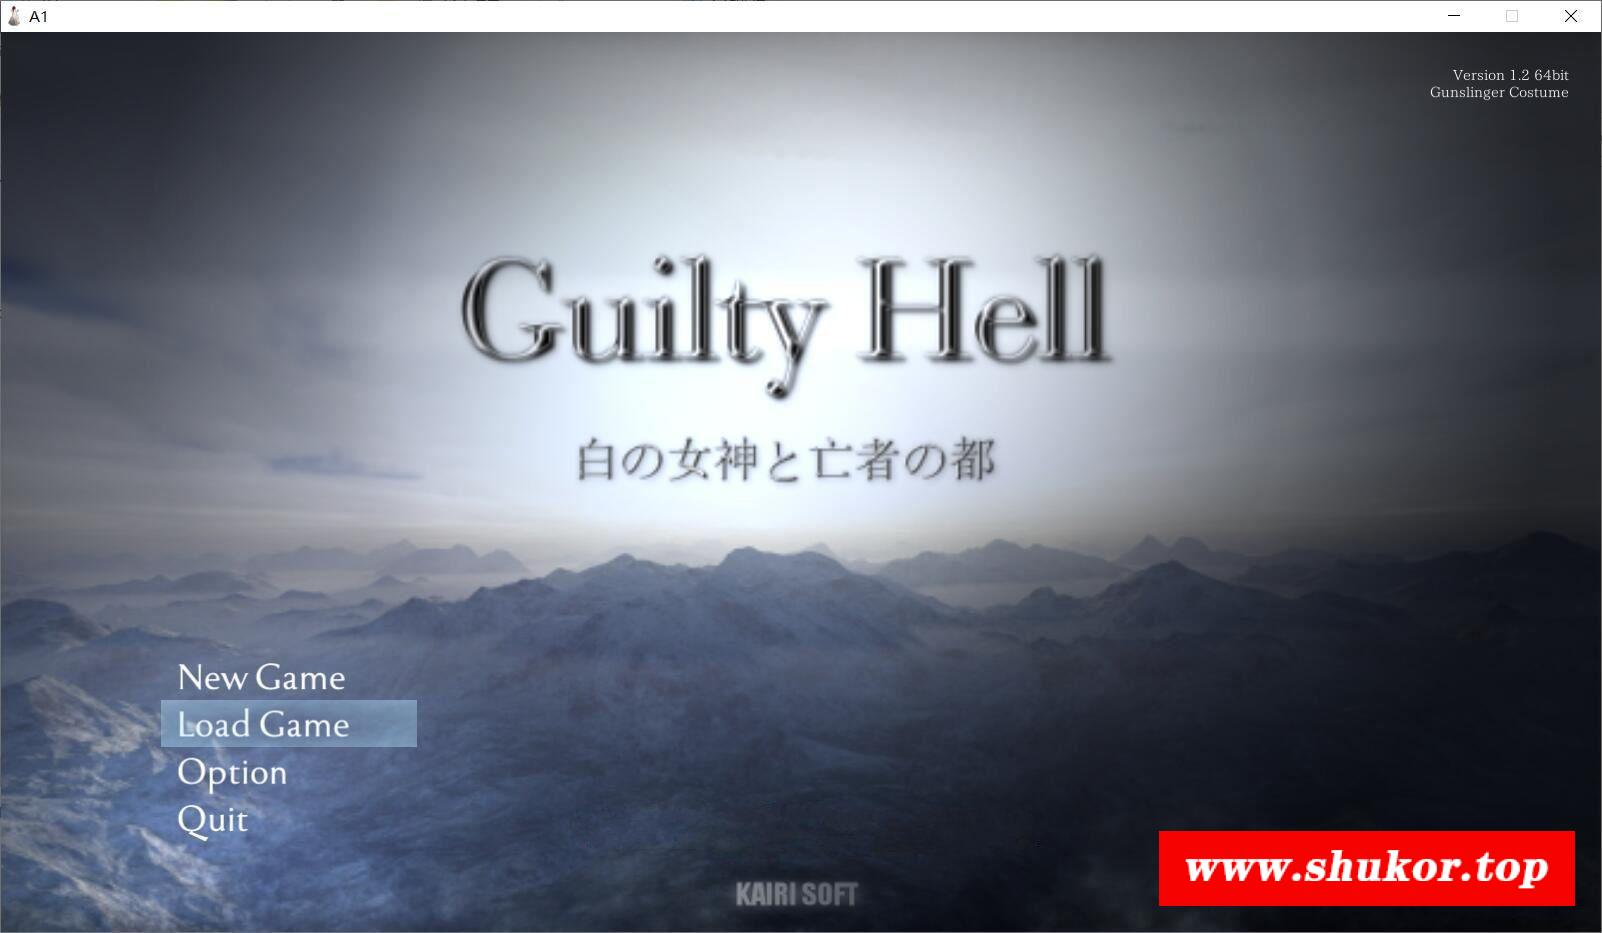 A1
Version 1.2 64bit
Gunslinger Costume
Guilty Hell
白の女神と亡者の都
New Game
Load Game
Option
Quit
KAIRI SOFT
www.shukor.top